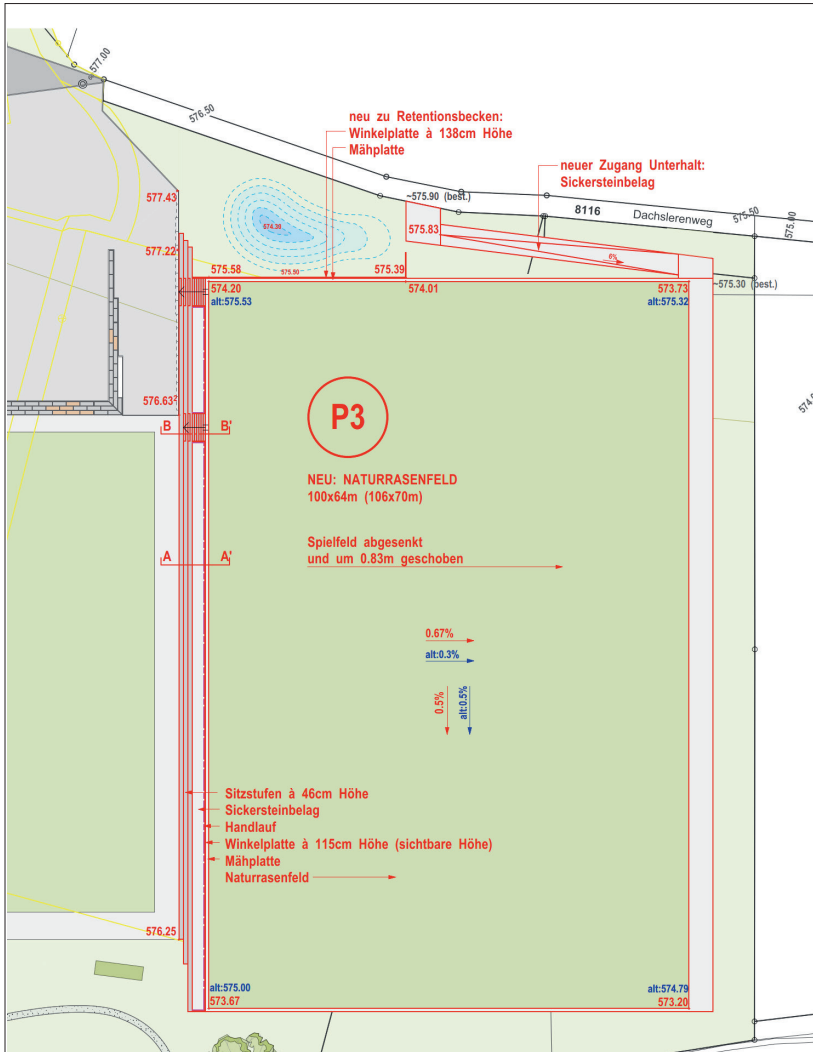 577.00
576.50
neu zu Retentionsbecken:
Winkelplatte à 138cm Höhe
Mähplatte
neuer Zugang Unterhalt:
Sickersteinbelag
577.43
~575.90 (best.)
8116
Dachslerenweg
575.50
575.00
574.30
575.83
577.22
6%
575.58
575.50
575.39
574.20
574.01
573.73
~575.30 (best.)
alt:575.53
alt:575.32
576.63²
B
B'
P3
NEU: NATURRASENFELD
100x64m (106x70m)
Spielfeld abgesenkt
und um 0.83m geschoben
A
A'
0.67%
alt:0.3%
0.5%
alt:0.5%
Sitzstufen à 46cm Höhe
Sickersteinbelag
Handlauf
Winkelplatte à 115cm Höhe (sichtbare Höhe)
Mähplatte
Naturrasenfeld
576.25
alt:575.00
573.67
alt:574.79
573.20